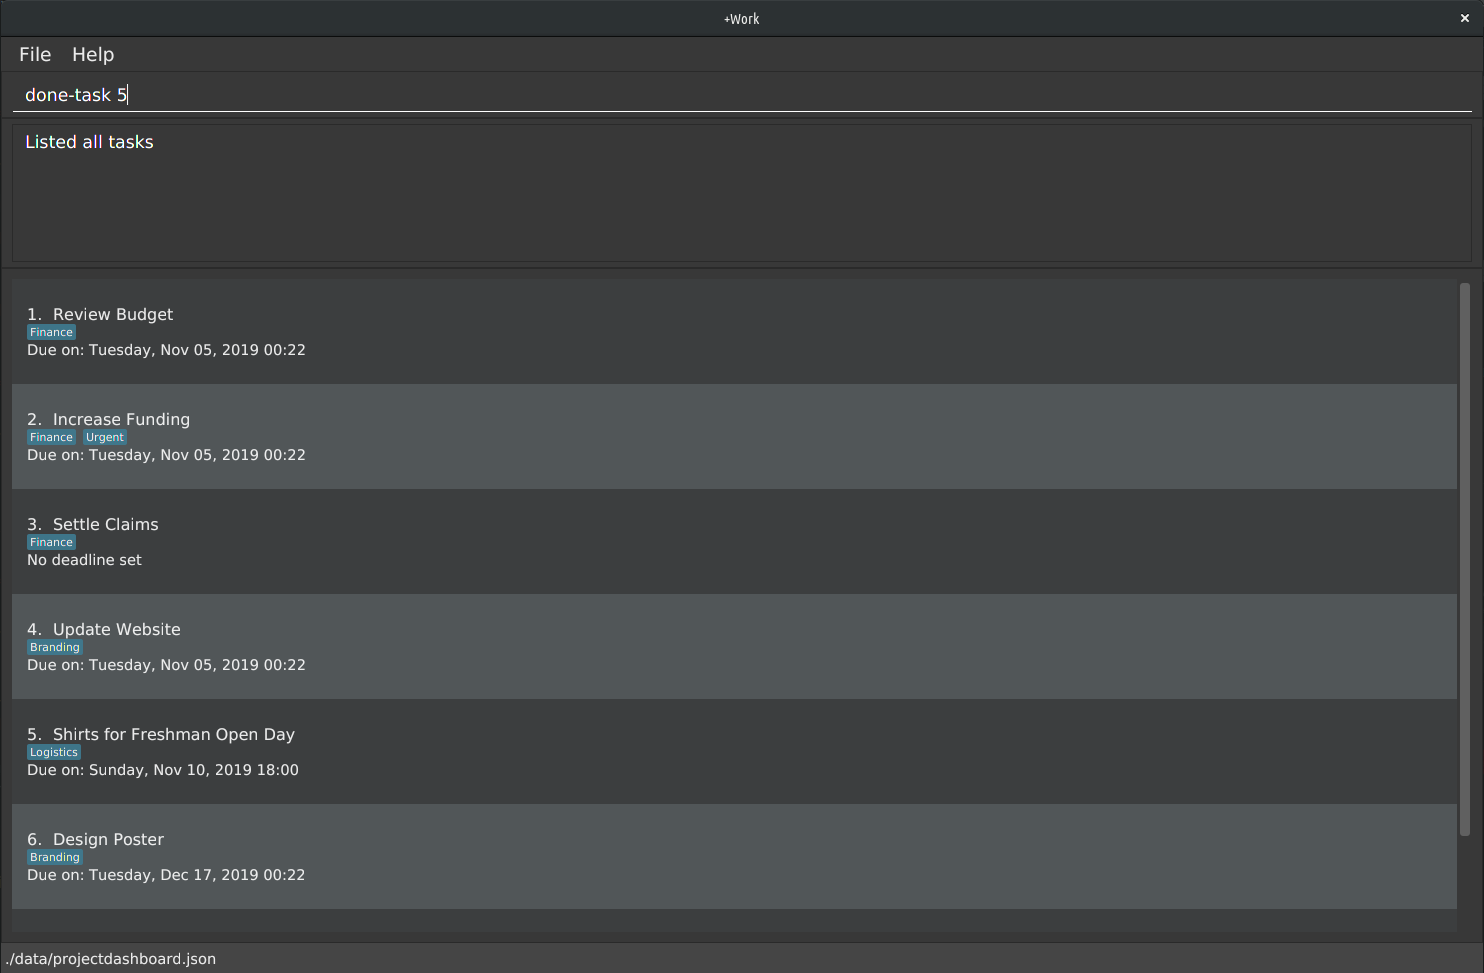 +Work
File Help
done-task 5
Listed all tasks
1. Review Budget
Finance
Due on: Tuesday, Nov 05, 2019 00:22
2. Increase Funding
Finance Urgent
Due on: Tuesday, Nov 05, 2019 00:22
3. Settle Claims
Finance
No deadline set
4. Update Website
Branding
Due on: Tuesday, Nov 05, 2019 00:22
5. Shirts for Freshman Open Day
Logistics
Due on: Sunday, Nov 10, 2019 18:00
6. Design Poster
Branding
Due on: Tuesday, Dec 17, 2019 00:22
./data/projectdashboard.json